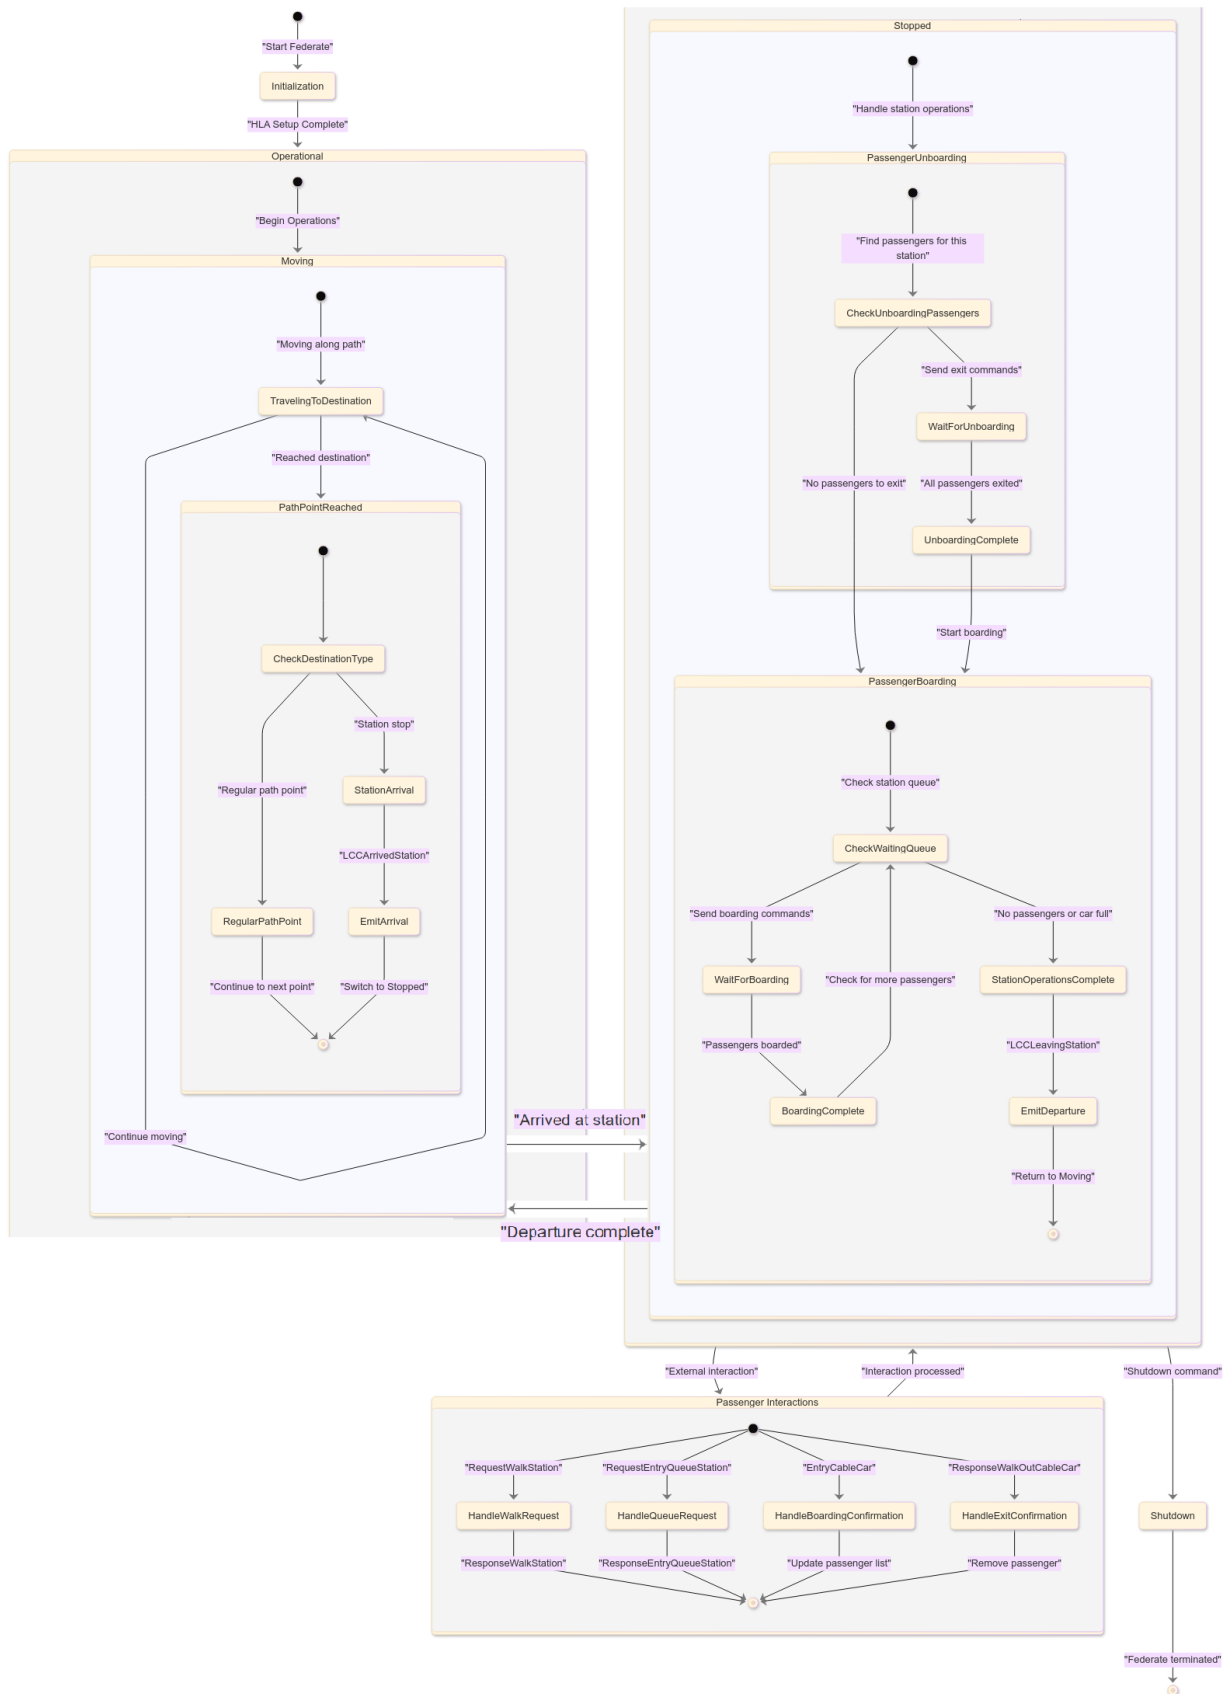 "Start Federate"
Initialization
"HLA Setup Complete"
Operational
"Begin Operations"
Moving
"Moving along path"
TravelingToDestination
"Reached destination"
PathPointReached
CheckDestinationType
"Station stop"
"Regular path point"
StationArrival
"LCCArrivedStation"
RegularPathPoint
EmitArrival
"Continue to next point"
"Switch to Stopped"
"Continue moving"
"Arrived at station"
"Departure complete"
Stopped
"Handle station operations"
PassengerUnboarding
"Find passengers for this
station"
CheckUnboardingPassengers
"Send exit commands"
WaitForUnboarding
"No passengers to exit"
"All passengers exited"
UnboardingComplete
"Start boarding"
PassengerBoarding
"Check station queue"
CheckWaitingQueue
"Send boarding commands"
"No passengers or car full"
WaitForBoarding
"Check for more passengers"
StationOperationsComplete
"Passengers boarded"
"LCCLeavingStation"
BoardingComplete
EmitDeparture
"Return to Moving"
"External interaction"
"Interaction processed"
"Shutdown command"
Passenger Interactions
"RequestWalkStation"
"RequestEntryQueueStation"
"EntryCableCar"
"ResponseWalkOutCableCar"
HandleWalkRequest
HandleQueueRequest
HandleBoardingConfirmation
HandleExitConfirmation
Shutdown
"ResponseWalkStation"
"ResponseEntryQueueStation"
"Update passenger list"
"Remove passenger"
"Federate terminated"